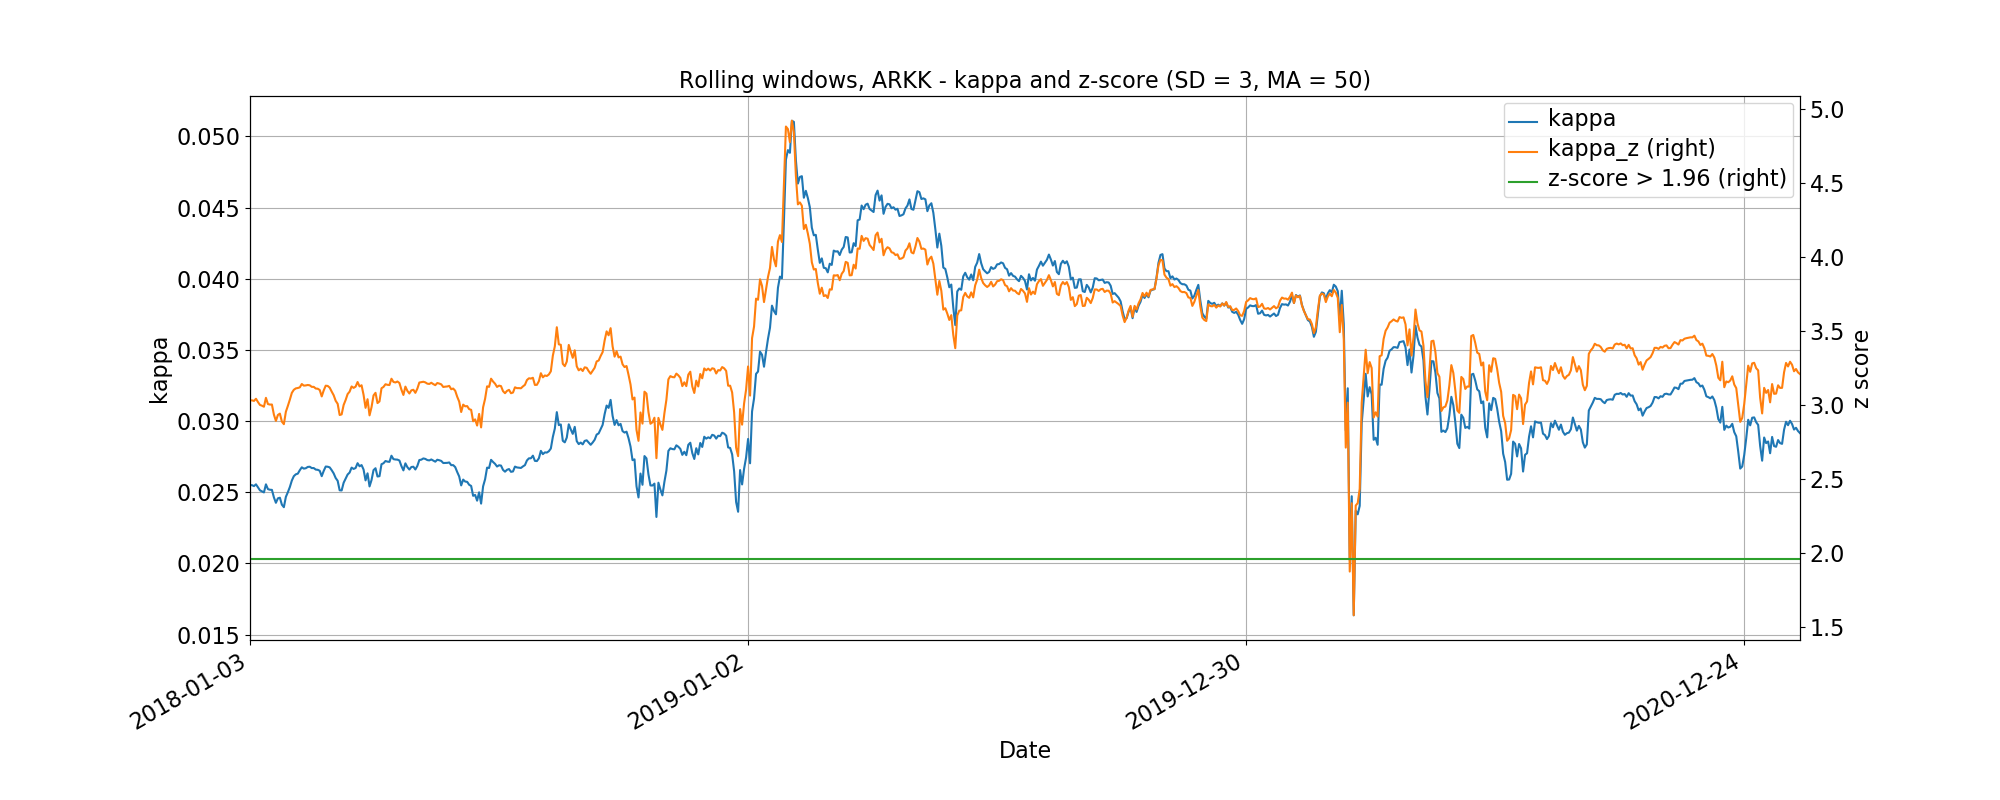 Rolling windows, ARKK - kappa and z-score (SD = 3, MA = 50)
kappa
kappa_z (right)
z-score > 1.96 (right)
0.050
0.045
0.040
0.035
0.030
0.025
0.020
0.015
kappa
5.0
4.5
4.0
3.5
3.0
2.5
2.0
1.5
z score
2018-01-03
2019-01-02
2019-12-30
2020-12-24
Date